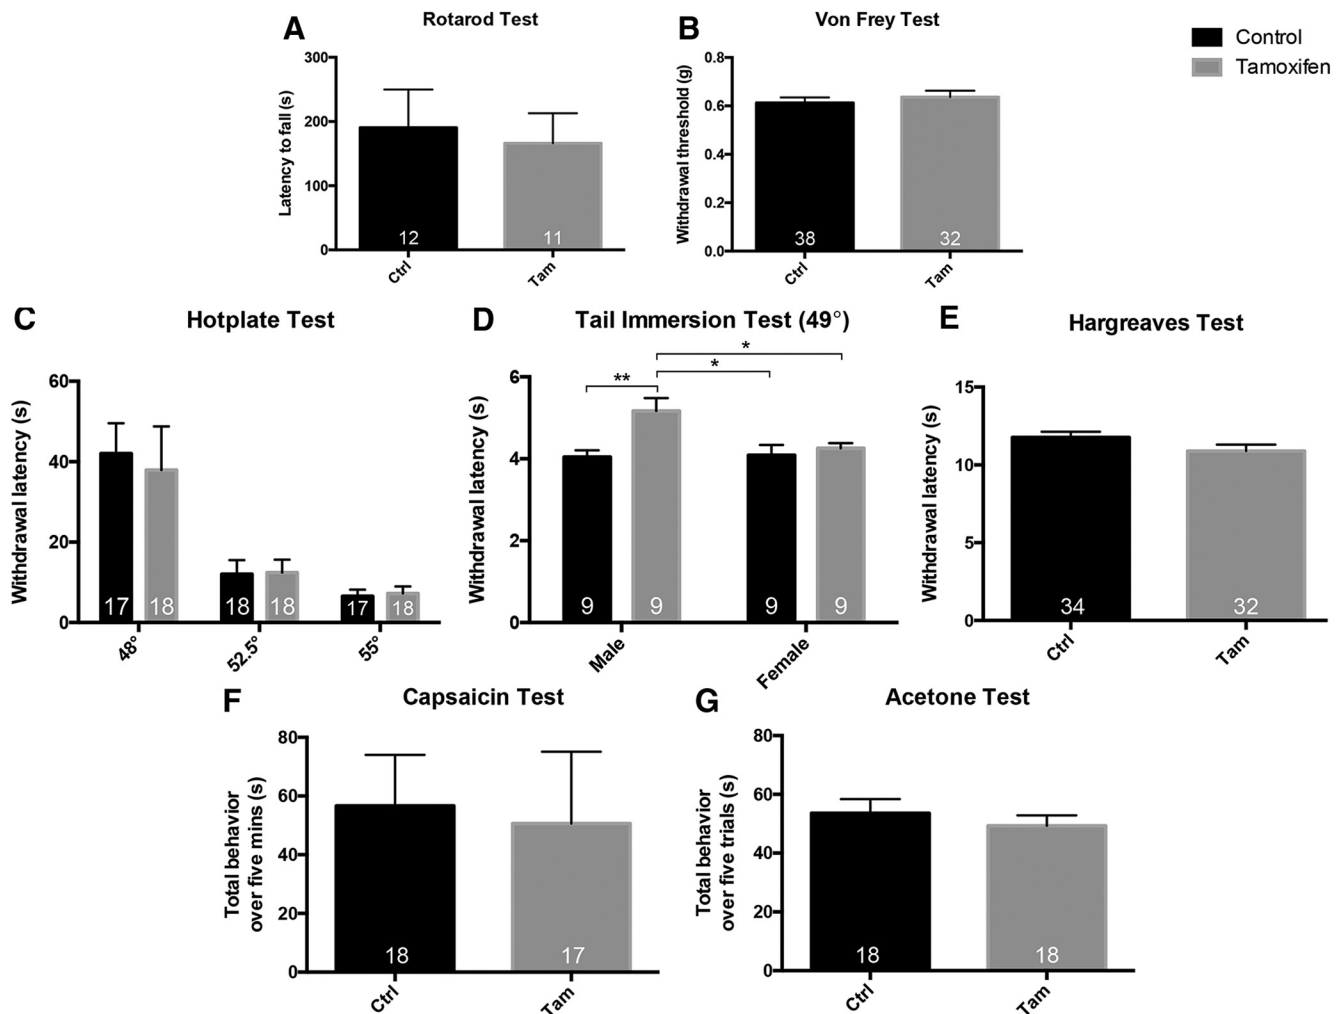 A
Rotarod Test
Latency to fall (s)
300
200
100
0
12
11
Ctrl
Tam
B
Von Frey Test
Withdrawal threshold (g)
0.8
0.6
0.4
0.2
0.0
38
32
Ctrl
Tam
Control
Tamoxifen
C
Hotplate Test
Withdrawal latency (s)
60
40
20
0
17
18
18
18
17
18
48°
52.5°
55°
D
Tail Immersion Test (49°)
Withdrawal latency (s)
6
4
2
0
**
*
*
9
9
9
9
Male
Female
E
Hargreaves Test
Withdrawal latency (s)
15
10
5
0
34
32
Ctrl
Tam
F
Capsaicin Test
Total behavior
over five mins (s)
80
60
40
20
0
18
17
Ctrl
Tam
G
Acetone Test
Total behavior
over five trials (s)
80
60
40
20
0
18
18
Ctrl
Tam